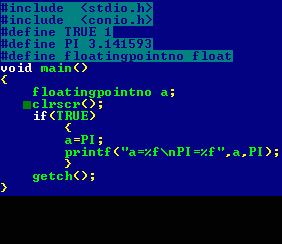 #include  <stdio.h>
#include  <conio.h>
#define TRUE 1
#define PI 3.141593
#define floatingpointno float
void main()
{
floatingpointno a;
clrscr();
if(TRUE)
{
a=PI;
printf("a=%f\nPI=%f",a,PI);
}
getch();
}